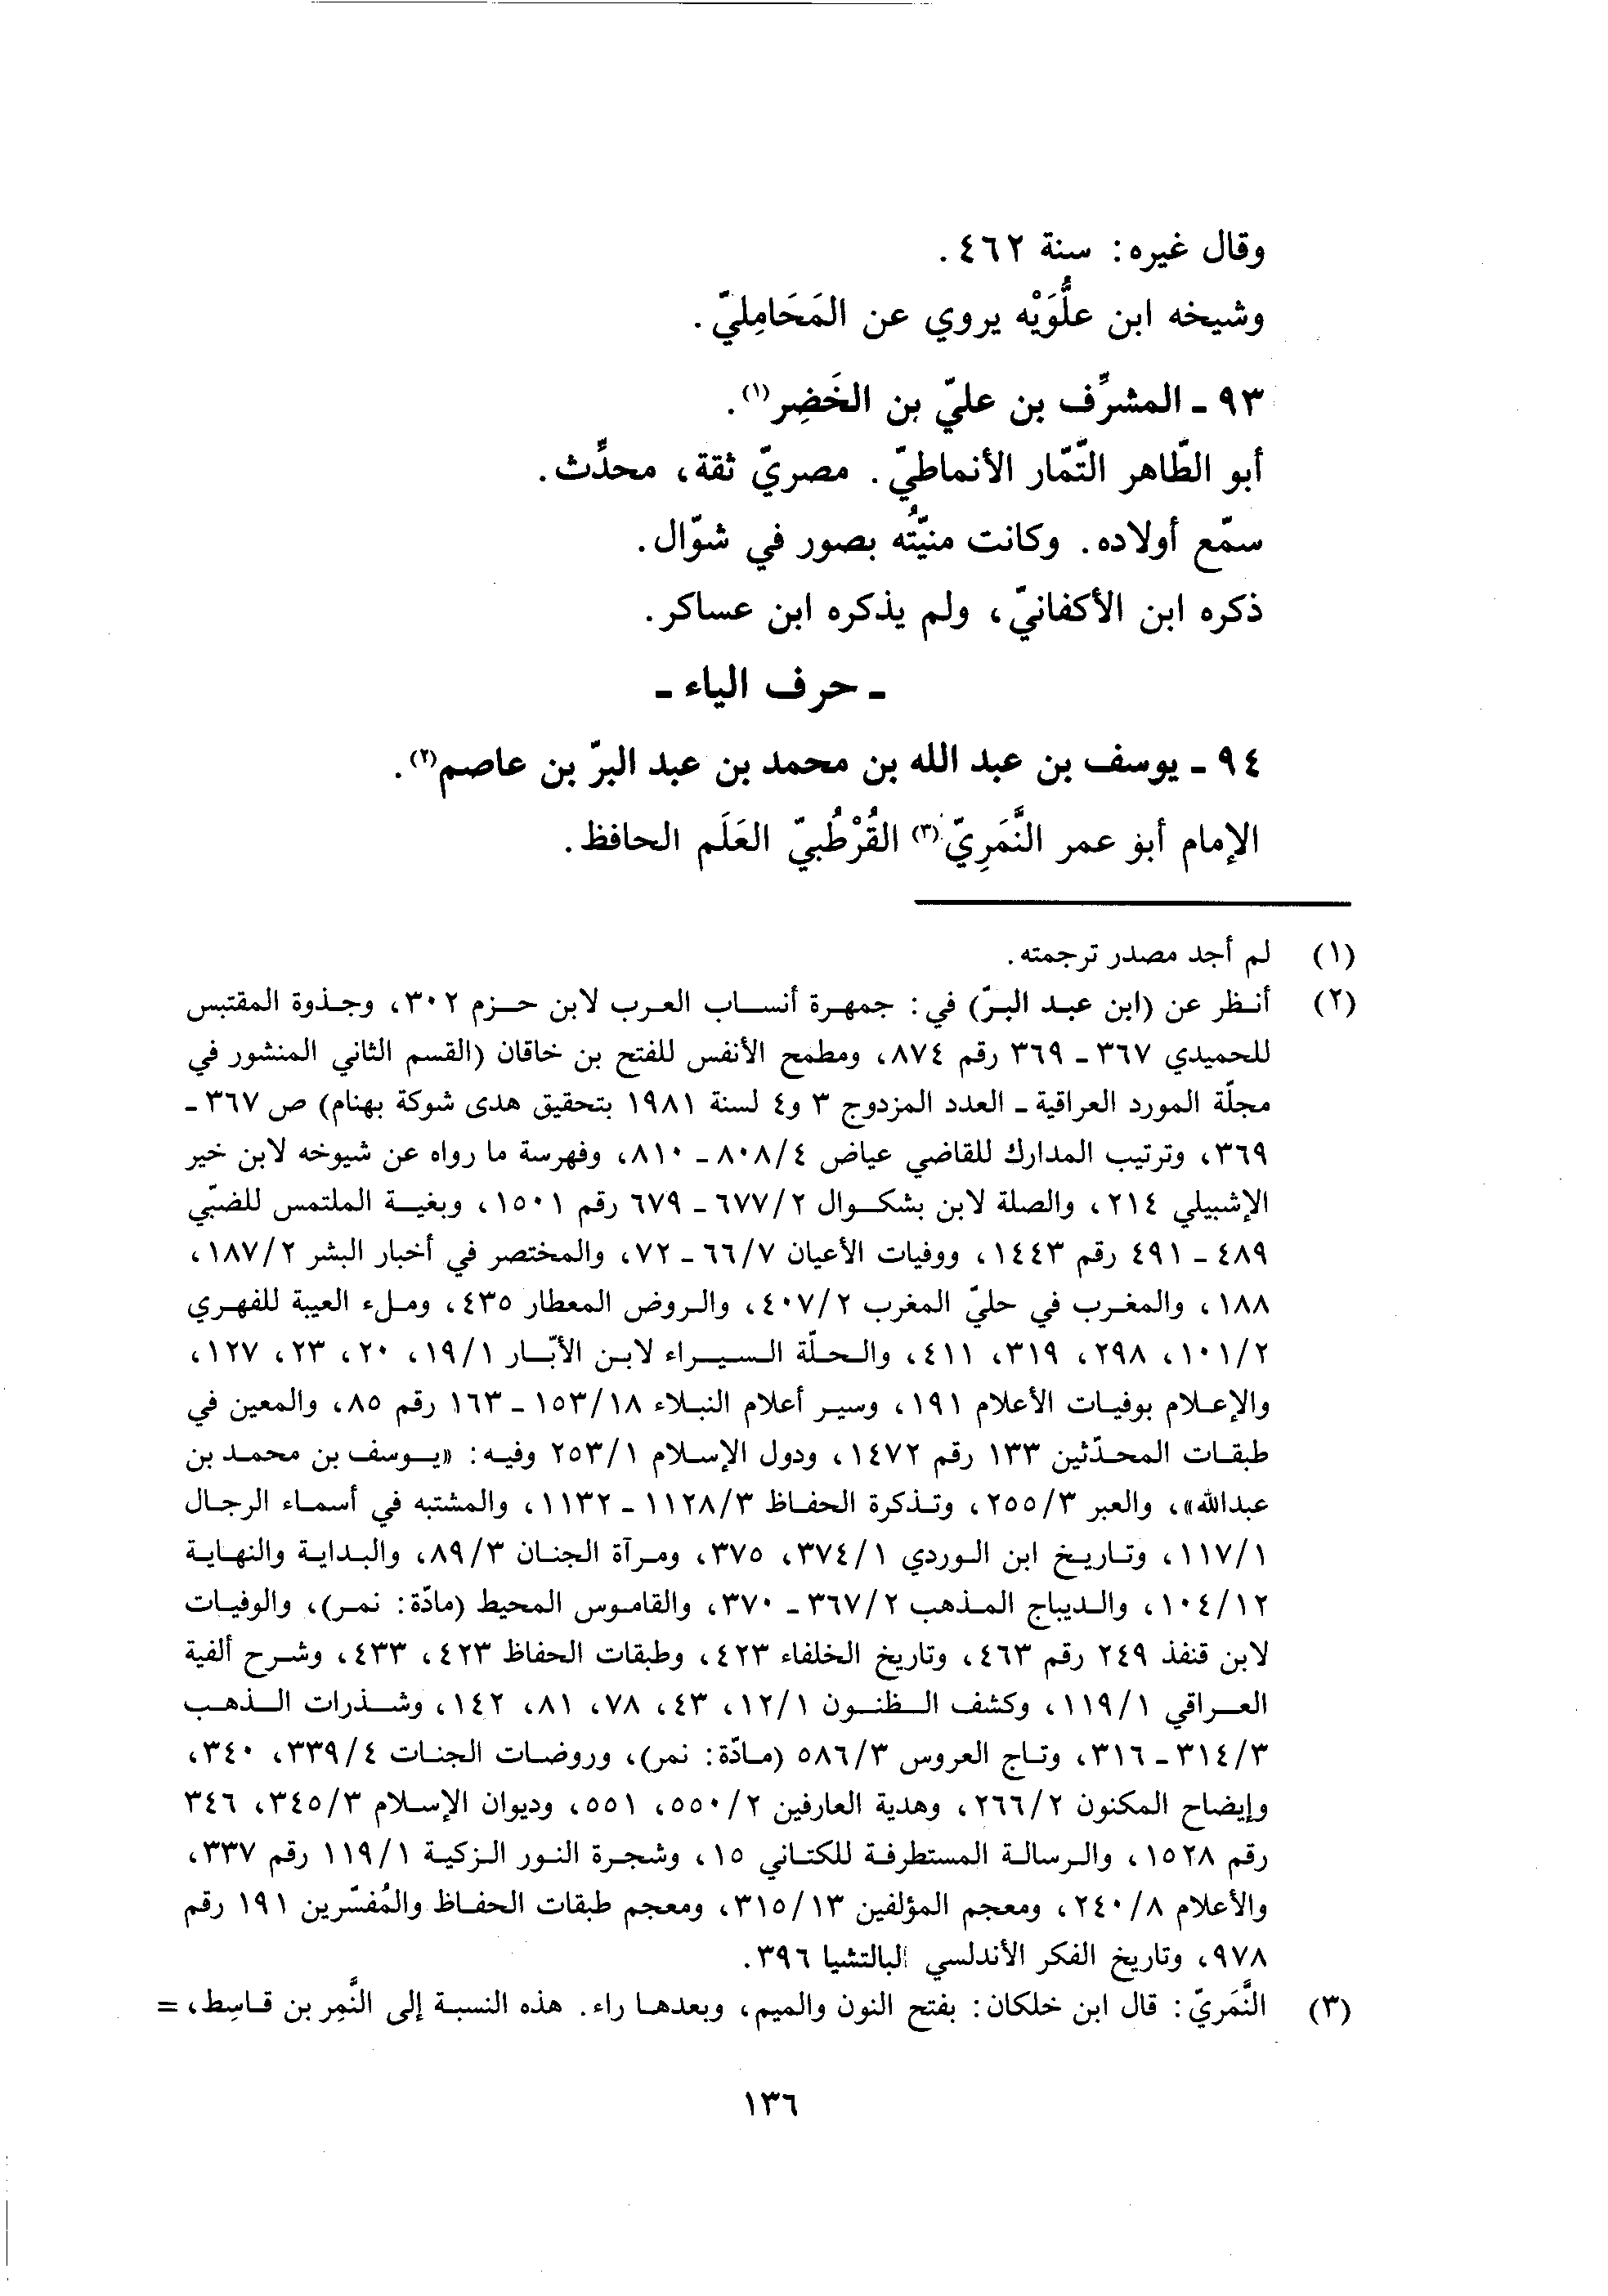 وقال غيره: سنة ٤٦٢.
وشيخه ابن علُّوَيْه يروي عن المَحَامِليّ.
٩٣ ـ المشرِّف بن عليّ بن الخَضِر(١).
أبو الطّاهر التّمّار الأنماطيّ. مصريّ ثقة، محدِّث.
سمّع أولاده. وكانت منيّتُه بصور في شوّال.
ذكره ابن الأكفانيّ، ولم يذكره ابن عساكر.
ـ حرف الياء ـ
٩٤ ـ يوسف بن عبد الله بن محمد بن عبد البرّ بن عاصم(٢).
الإمام أبو عمر النَّمَرِيّ(٣) القُرْطُبيّ العَلَم الحافظ.
(١) لم أجد مصدر ترجمته.
(٢) أنظر عن (ابن عبد البرّ) في: جمهرة أنساب العرب لابن حزم ٣٠٢، وجذوة المقتبس
للحميدي ٣٦٧ ـ ٣٦٩ رقم ٨٧٤، ومطمح الأنفس للفتح بن خاقان (القسم الثاني المنشور في
مجلّة المورد العراقية ـ العدد المزدوج ٣ و٤ لسنة ١٩٨١ بتحقيق هدى شوكة بهنام) ص ٣٦٧ ـ
٣٦٩، وترتيب المدارك للقاضي عياض ٨٠٨/٤ ـ ٨١٠، وفهرسة ما رواه عن شيوخه لابن خير
الإشبيلي ٢١٤، والصلة لابن بشكوال ٦٧٧/٢ ـ ٦٧٩ رقم ١٥٠١، وبغية الملتمس للضبّي
٤٨٩ ـ ٤٩١ رقم ١٤٤٣، ووفيات الأعيان ٦٦/٧ ـ ٧٢، والمختصر في أخبار البشر ١٨٧/٢،
١٨٨، والمغرب في حليّ المغرب ٤٠٧/٢، والروض المعطار ٤٣٥، وملء العيبة للفهري
١٠١/٢، ٢٩٨، ٣١٩، ٤١١، والحلّة السيراء لابن الأبّار ١٩/١، ٢٠، ٢٣، ١٢٧،
والإعلام بوفيات الأعلام ١٩١، وسير أعلام النبلاء ١٥٣/١٨ ـ ١٦٣ رقم ٨٥، والمعين في
طبقات المحدّثين ١٣٣ رقم ١٤٧٢، ودول الإسلام ٢٥٣/١ وفيه: «يوسف بن محمد بن
عبدالله»، والعبر ٢٥٥/٣، وتذكرة الحفاظ ١١٢٨/٣ ـ ١١٣٢، والمشتبه في أسماء الرجال
١١٧/١، وتاريخ ابن الوردي ٣٧٤/١، ٣٧٥، ومرآة الجنان ٨٩/٣، والبداية والنهاية
١٠٤/١٢، والديباج المذهب ٣٦٧/٢ ـ ٣٧٠، والقاموس المحيط (مادّة: نمر)، والوفيات
لابن قنفذ ٢٤٩ رقم ٤٦٣، وتاريخ الخلفاء ٤٢٣، وطبقات الحفاظ ٤٢٣، ٤٣٣، وشرح ألفية
العراقي ١١٩/١، وكشف الظنون ١٢/١، ٤٣، ٧٨، ٨١، ١٤٢، وشذرات الذهب
٣١٤/٣ ـ ٣١٦، وتاج العروس ٥٨٦/٣ (مادّة: نمر)، وروضات الجنات ٣٣٩/٤، ٣٤٠،
وإيضاح المكنون ٢٦٦/٢، وهدية العارفين ٥٥٠/٢، ٥٥١، وديوان الإسلام ٣٤٥/٣، ٣٤٦
رقم ١٥٢٨، والرسالة المستطرفة للكتاني ١٥، وشجرة النور الزكية ١١٩/١ رقم ٣٣٧،
والأعلام ٢٤٠/٨، ومعجم المؤلفين ٣١٥/١٣، ومعجم طبقات الحفاظ والمُفسّرين ١٩١ رقم
٩٧٨، وتاريخ الفكر الأندلسي البالتشيا ٣٩٦.
(٣) النَّمَريّ: قال ابن خلكان: بفتح النون والميم، وبعدها راء. هذه النسبة إلى النَّمِر بن قاسِط، =
١٣٦